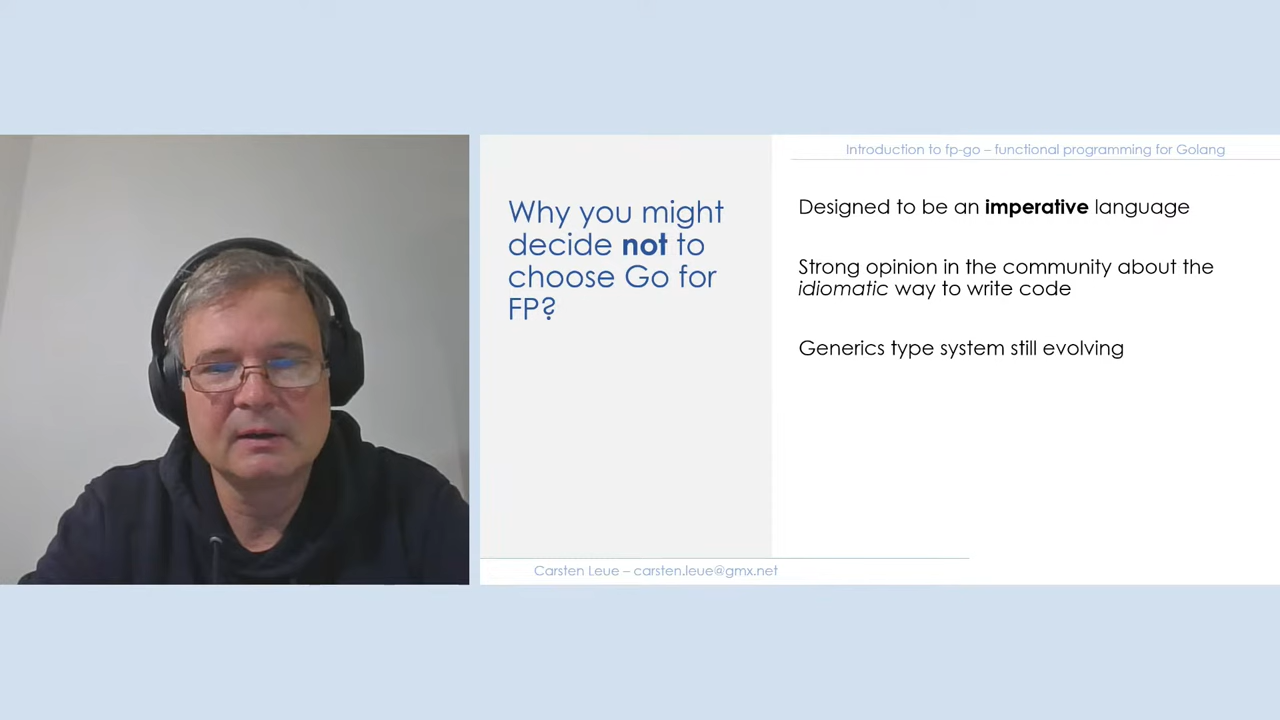 Introduction to fp-go – functional programming for Golang
Why you might
decide not to
choose Go for
FP?
Designed to be an imperative language
Strong opinion in the community about the
idiomatic way to write code
Generics type system still evolving
Carsten Leue – carsten.leue@gmx.net